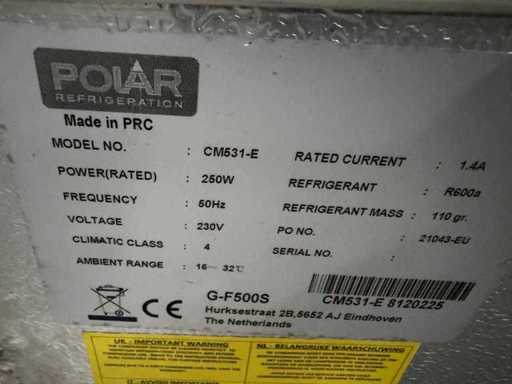 POLAR
REFRIGERATION
Made in PRC
MODEL NO. : CM531-E
POWER(RATED) : 250W
FREQUENCY : 50Hz
VOLTAGE : 230V
CLIMATIC CLASS : 4
AMBIENT RANGE : 16~ 32℃
RATED CURRENT : 1.4A
REFRIGERANT : R600a
REFRIGERANT MASS : 110 gr.
PO NO. : 21043-EU
SERIAL NO. :
CM531-E 8120225
CE
G-F500S
Hurksestraat 2B,5652 AJ Eindhoven
The Netherlands
UK - IMPORTANT WARNING
NL - BELANGRIJKE WAARSCHUWING